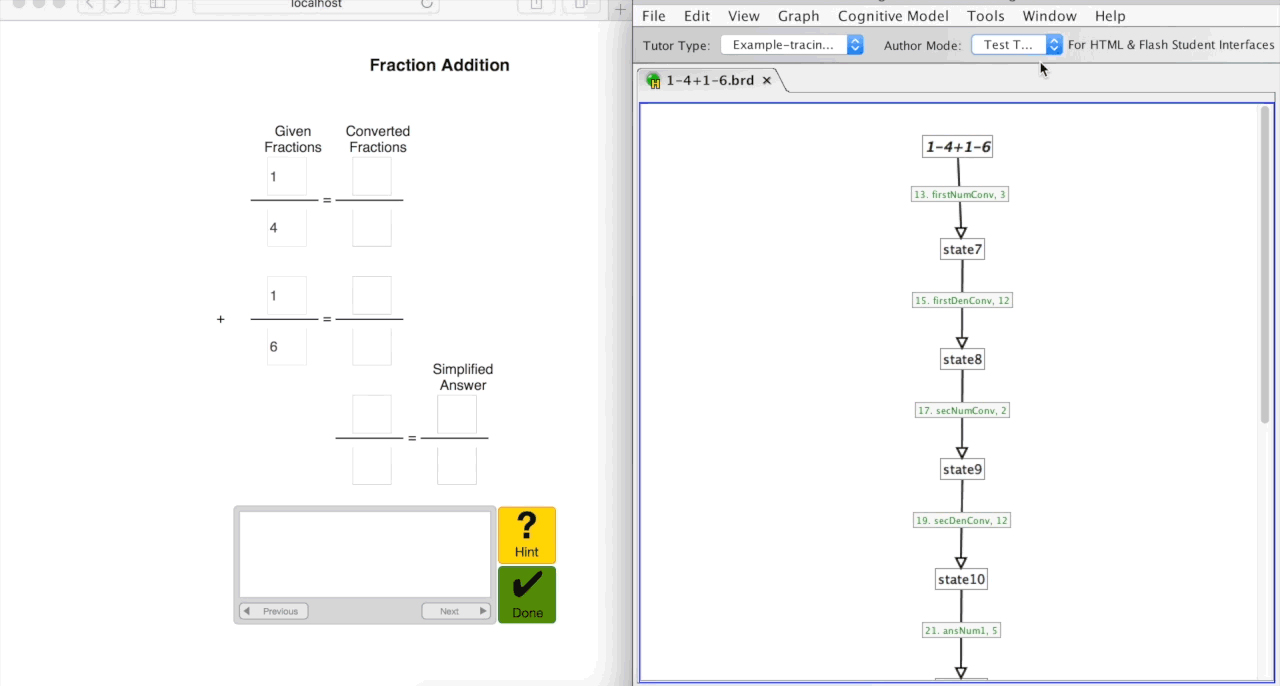 localhost
File Edit View Graph Cognitive Model Tools Window Help
Tutor Type: Example-tracin... Author Mode: Test T... For HTML & Flash Student Interfaces
1-4+1-6.brd ×
Fraction Addition
Given
Fractions
Converted
Fractions
1
=
4
1
+ =
6
Simplified
Answer
=
?
Hint
Done
Previous Next
1-4+1-6
13. firstNumConv, 3
state7
15. firstDenConv, 12
state8
17. secNumConv, 2
state9
19. secDenConv, 12
state10
21. ansNum1, 5